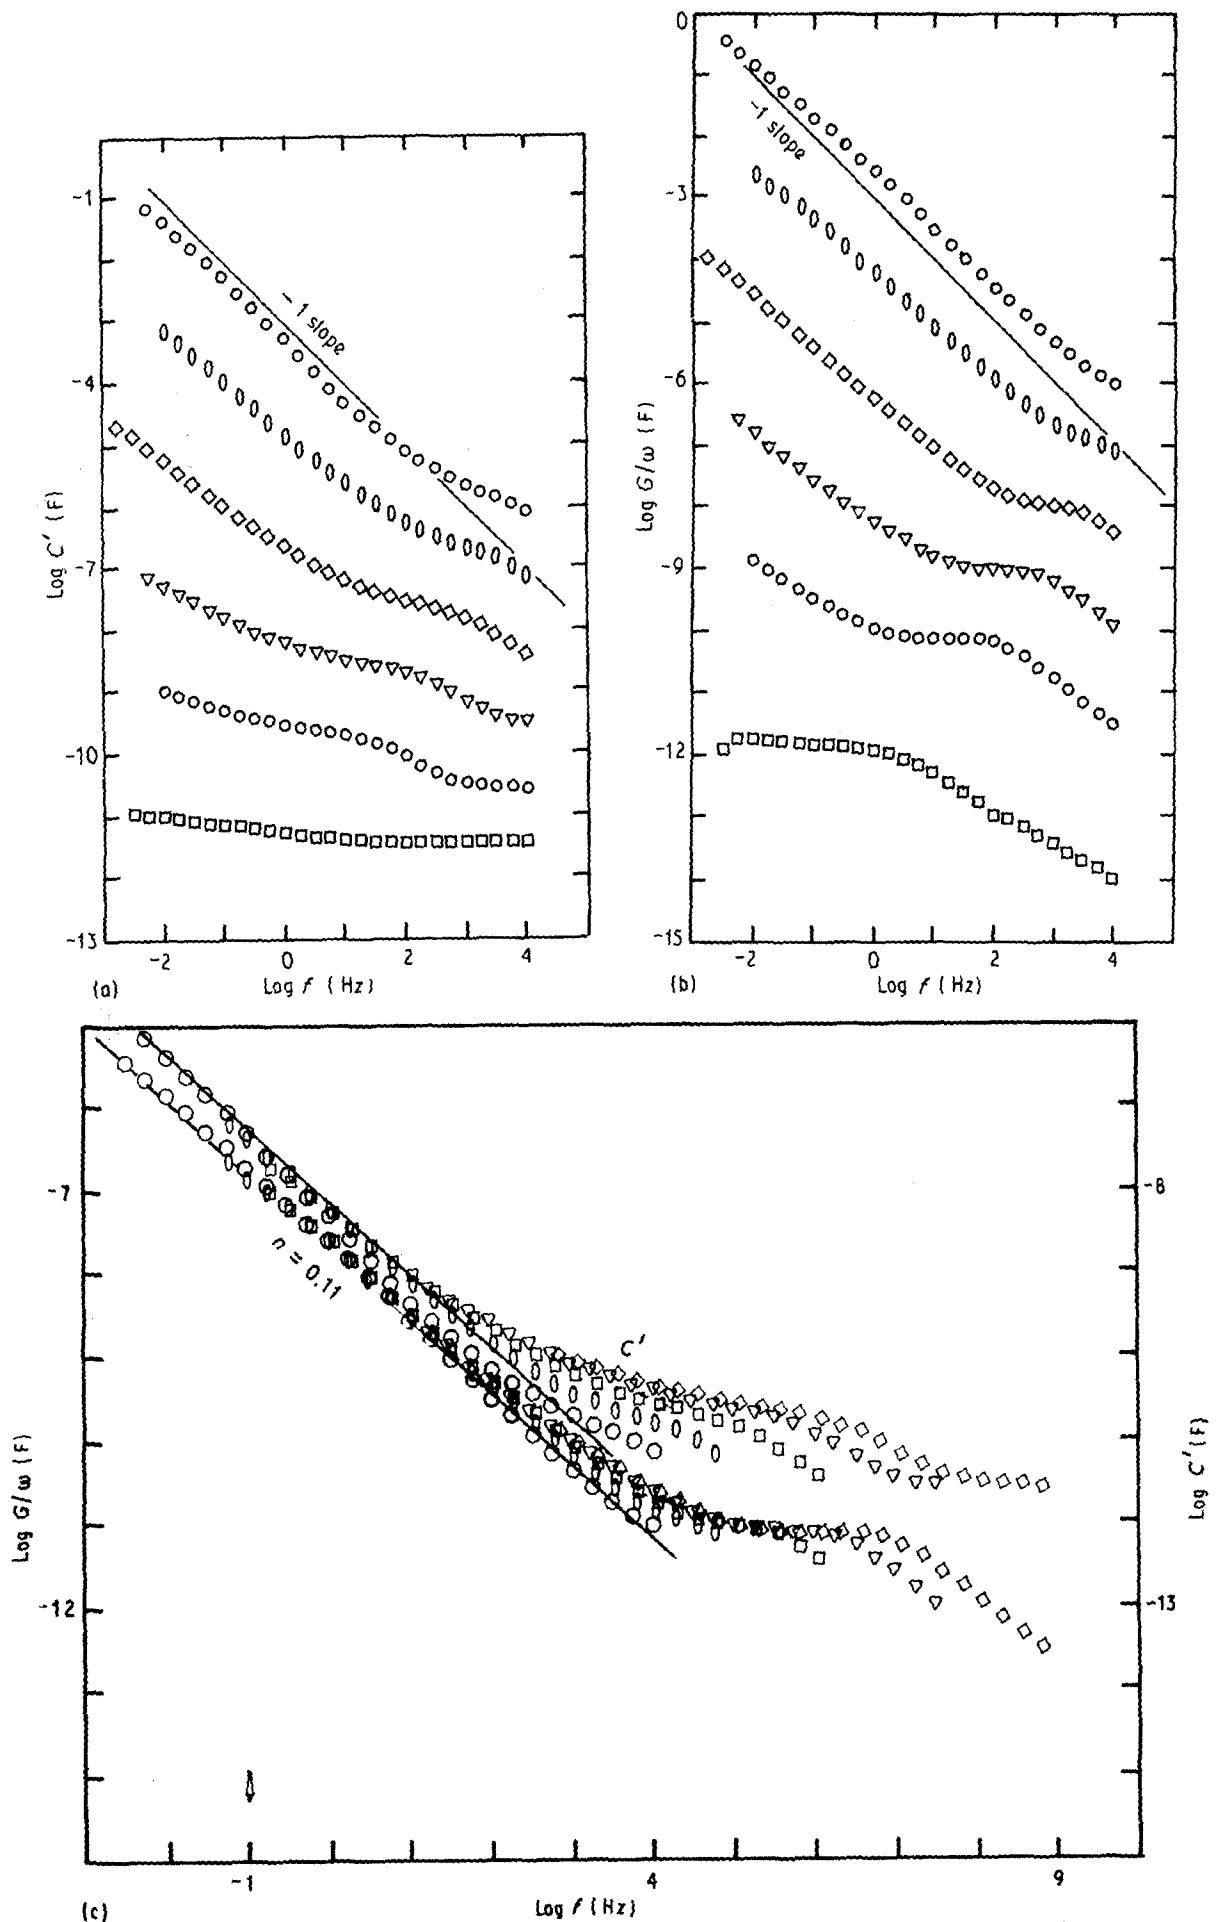 -1
-4
-7
-10
-13
Log C′ (F)
-1 slope
-2 0 2 4
(a) Log f (Hz)
0
-3
-6
-9
-12
-15
Log G/ω (F)
-1 slope
-2 0 2 4
(b) Log f (Hz)
-7
-12
Log G/ω (F)
n = 0.11
C′
-8
-13
Log C′ (F)
-1 4 9
(c) Log f (Hz)